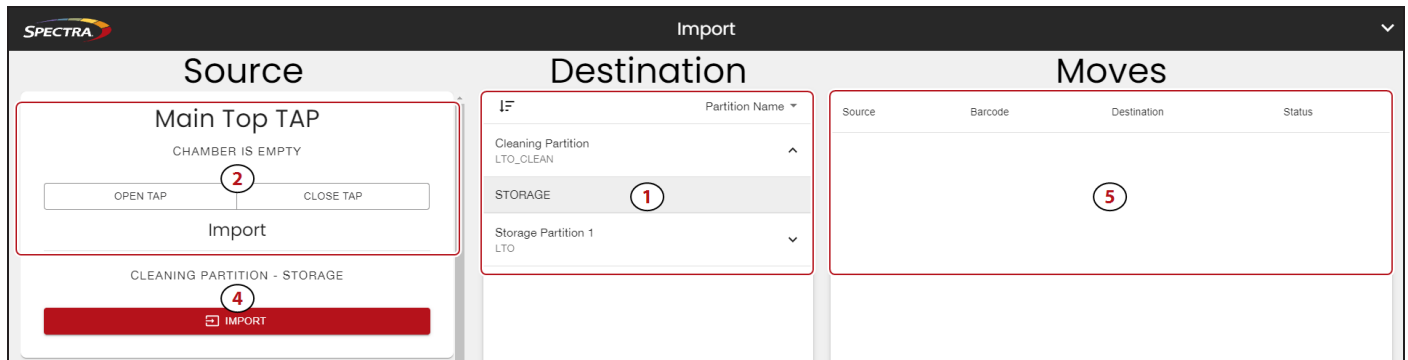 SPECTRA
Import
Source
Main Top TAP
CHAMBER IS EMPTY
2
OPEN TAP CLOSE TAP
Import
CLEANING PARTITION - STORAGE
4
IMPORT
Destination
Partition Name
Cleaning Partition
LTO_CLEAN
STORAGE 1
Storage Partition 1
LTO
Moves
Source Barcode Destination Status
5